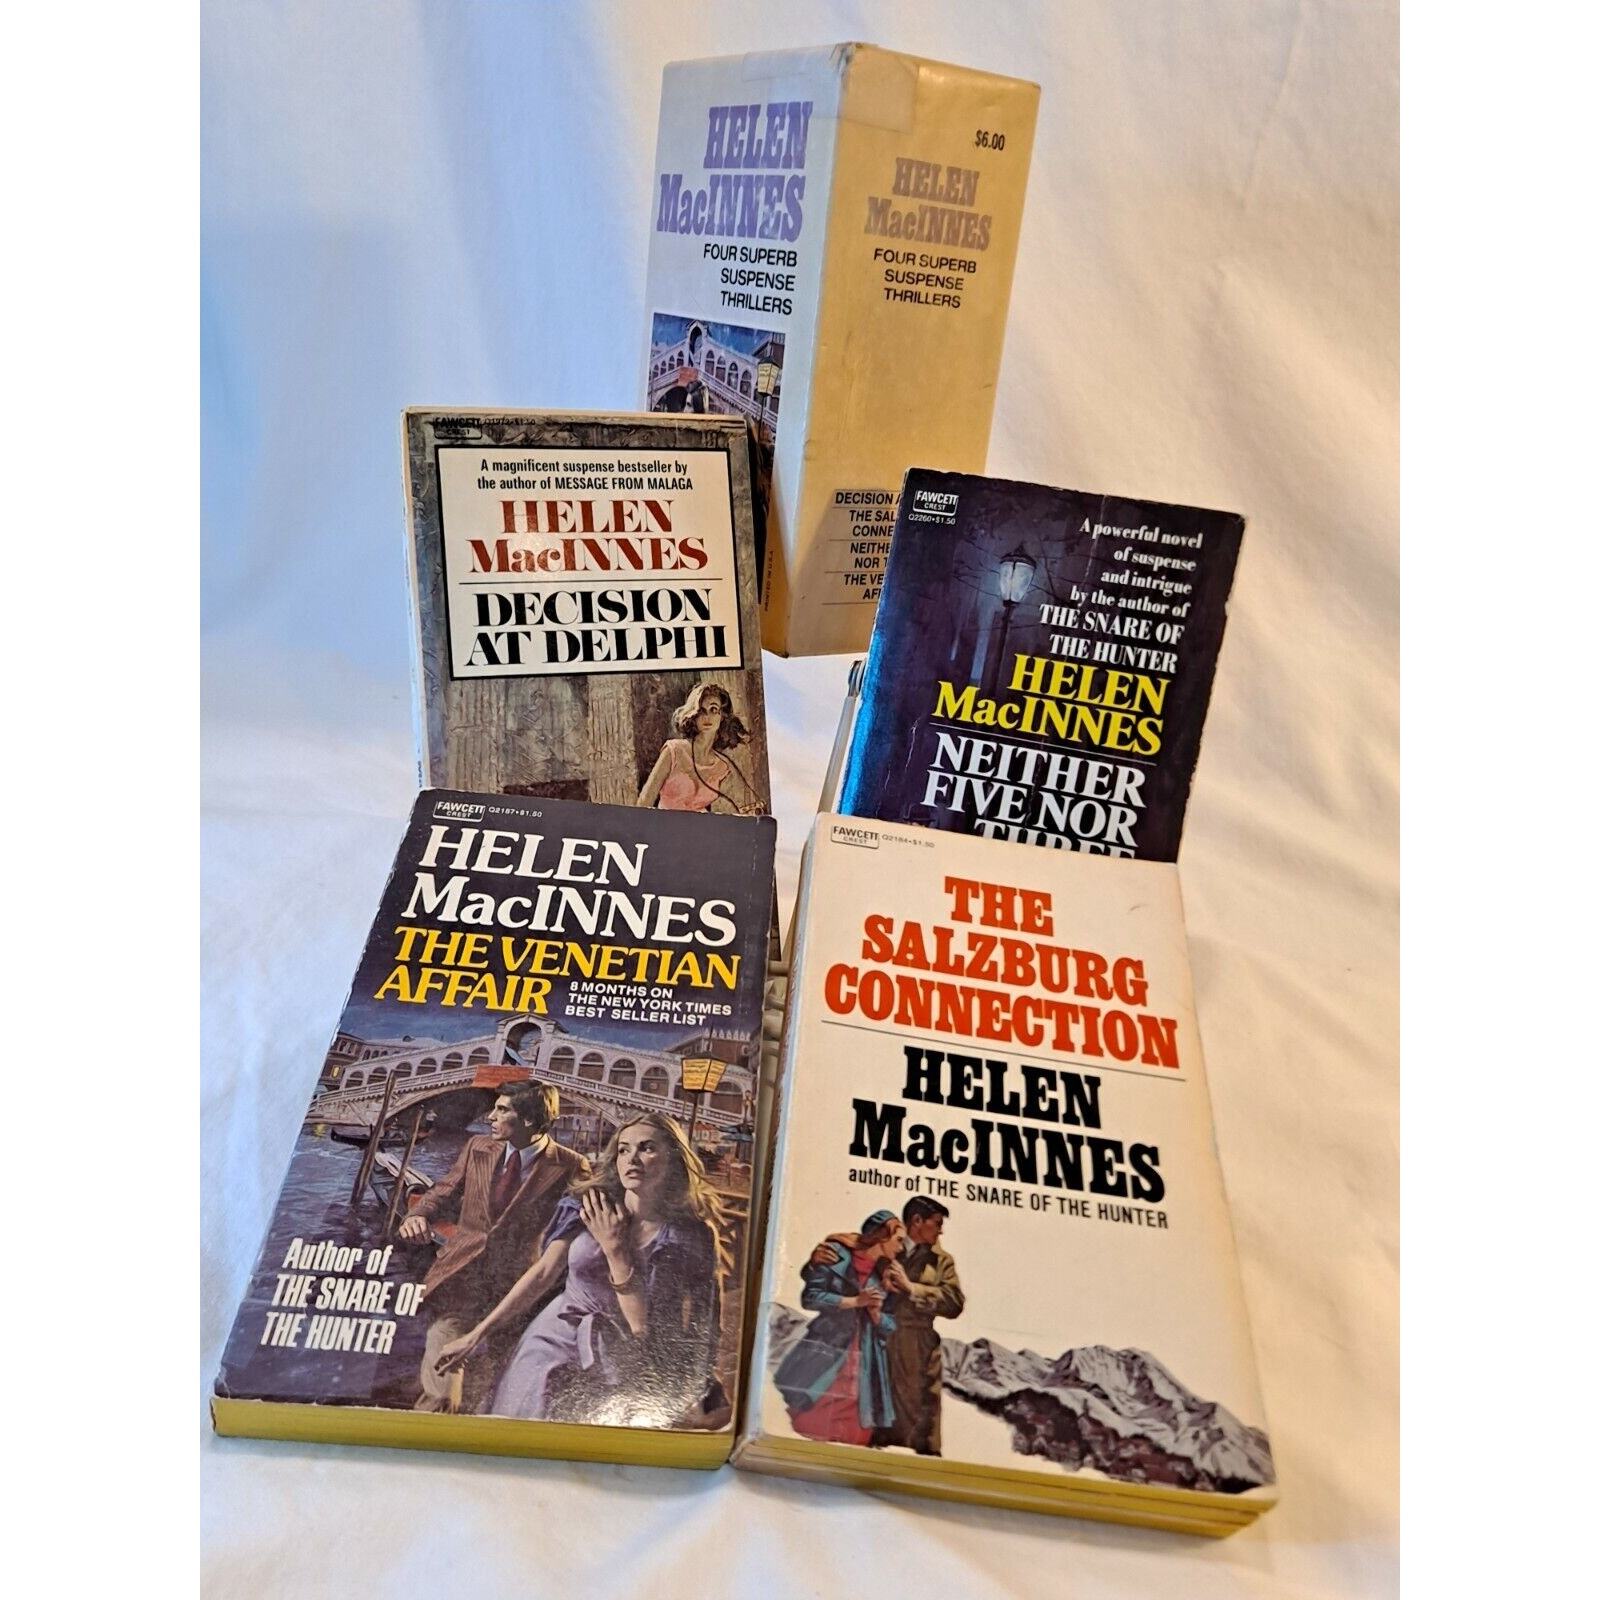 HELEN
MacINNES
FOUR SUPERB
SUSPENSE
THRILLERS
$6.00
HELEN
MacINNES
FOUR SUPERB
SUSPENSE
THRILLERS
DECISION
THE
CONNE
NEITHE
NOR
THE VE
FAWCETT
CREST
A magnificent suspense bestseller by
the author of MESSAGE FROM MALAGA
HELEN
MacINNES
DECISION
AT DELPHI
FAWCETT
CREST
Q2260•$1.50
A powerful novel
of suspense
and intrigue
by the author of
THE SNARE OF
THE HUNTER
HELEN
MacINNES
NEITHER
FIVE NOR
THREE
FAWCETT
CREST
Q2187•$1.50
HELEN
MacINNES
THE VENETIAN
AFFAIR
8 MONTHS ON
THE NEW YORK TIMES
BEST SELLER LIST
Author of
THE SNARE OF
THE HUNTER
FAWCETT
CREST
Q2184•$1.50
THE
SALZBURG
CONNECTION
HELEN
MacINNES
author of THE SNARE OF THE HUNTER